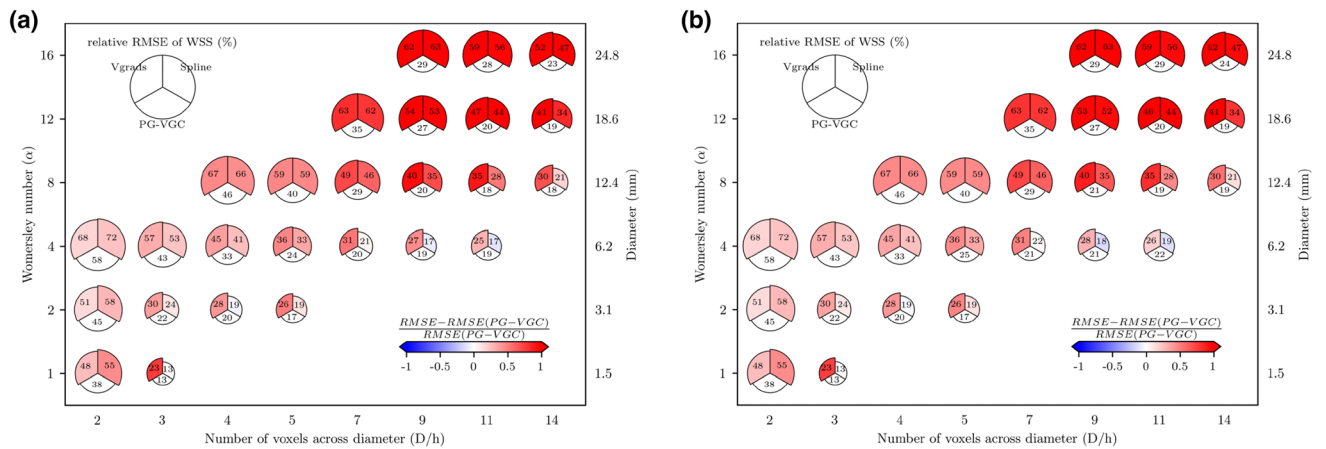 (a)
relative RMSE of WSS (%)
Vgrads
Spline
PG-VGC
16
62 63 29
59 56 28
52 47 23
24.8
12
63 62 35
54 53 27
47 44 20
41 34 19
18.6
8
67 66 46
59 59 40
49 46 29
40 35 20
35 28 18
30 21 18
12.4
4
68 72 58
57 53 43
45 41 33
36 33 24
31 21 20
27 17 19
25 17 19
6.2
2
51 58 45
30 24 22
28 19 20
26 19 17
3.1
1
48 55 38
23 13 13
1.5
Womersley number (α)
Diameter (mm)
RMSE−RMSE(PG−VGC)
RMSE(PG−VGC)
-1 -0.5 0 0.5 1
2 3 4 5 7 9 11 14
Number of voxels across diameter (D/h)
(b)
relative RMSE of WSS (%)
Vgrads
Spline
PG-VGC
16
62 63 29
59 56 29
52 47 24
24.8
12
63 62 35
53 52 27
46 44 20
41 34 19
18.6
8
67 66 46
59 59 40
49 46 29
40 35 21
35 28 19
30 21 19
12.4
4
68 72 58
57 53 43
45 41 33
36 33 25
31 22 21
28 18 21
26 19 22
6.2
2
51 58 45
30 24 22
28 19 20
26 19 17
3.1
1
48 55 38
23 13 13
1.5
Womersley number (α)
Diameter (mm)
RMSE−RMSE(PG−VGC)
RMSE(PG−VGC)
-1 -0.5 0 0.5 1
2 3 4 5 7 9 11 14
Number of voxels across diameter (D/h)